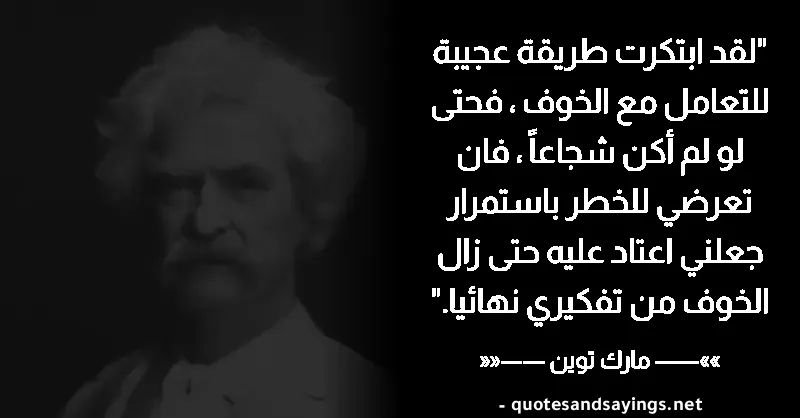 "لقد ابتكرت طريقة عجيبة
للتعامل مع الخوف ، فحتى
لو لم أكن شجاعاً ، فان
تعرضي للخطر باستمرار
جعلني اعتاد عليه حتى زال
الخوف من تفكيري نهائيا."
»»—— مارك توين ——««
- quotesandsayings.net